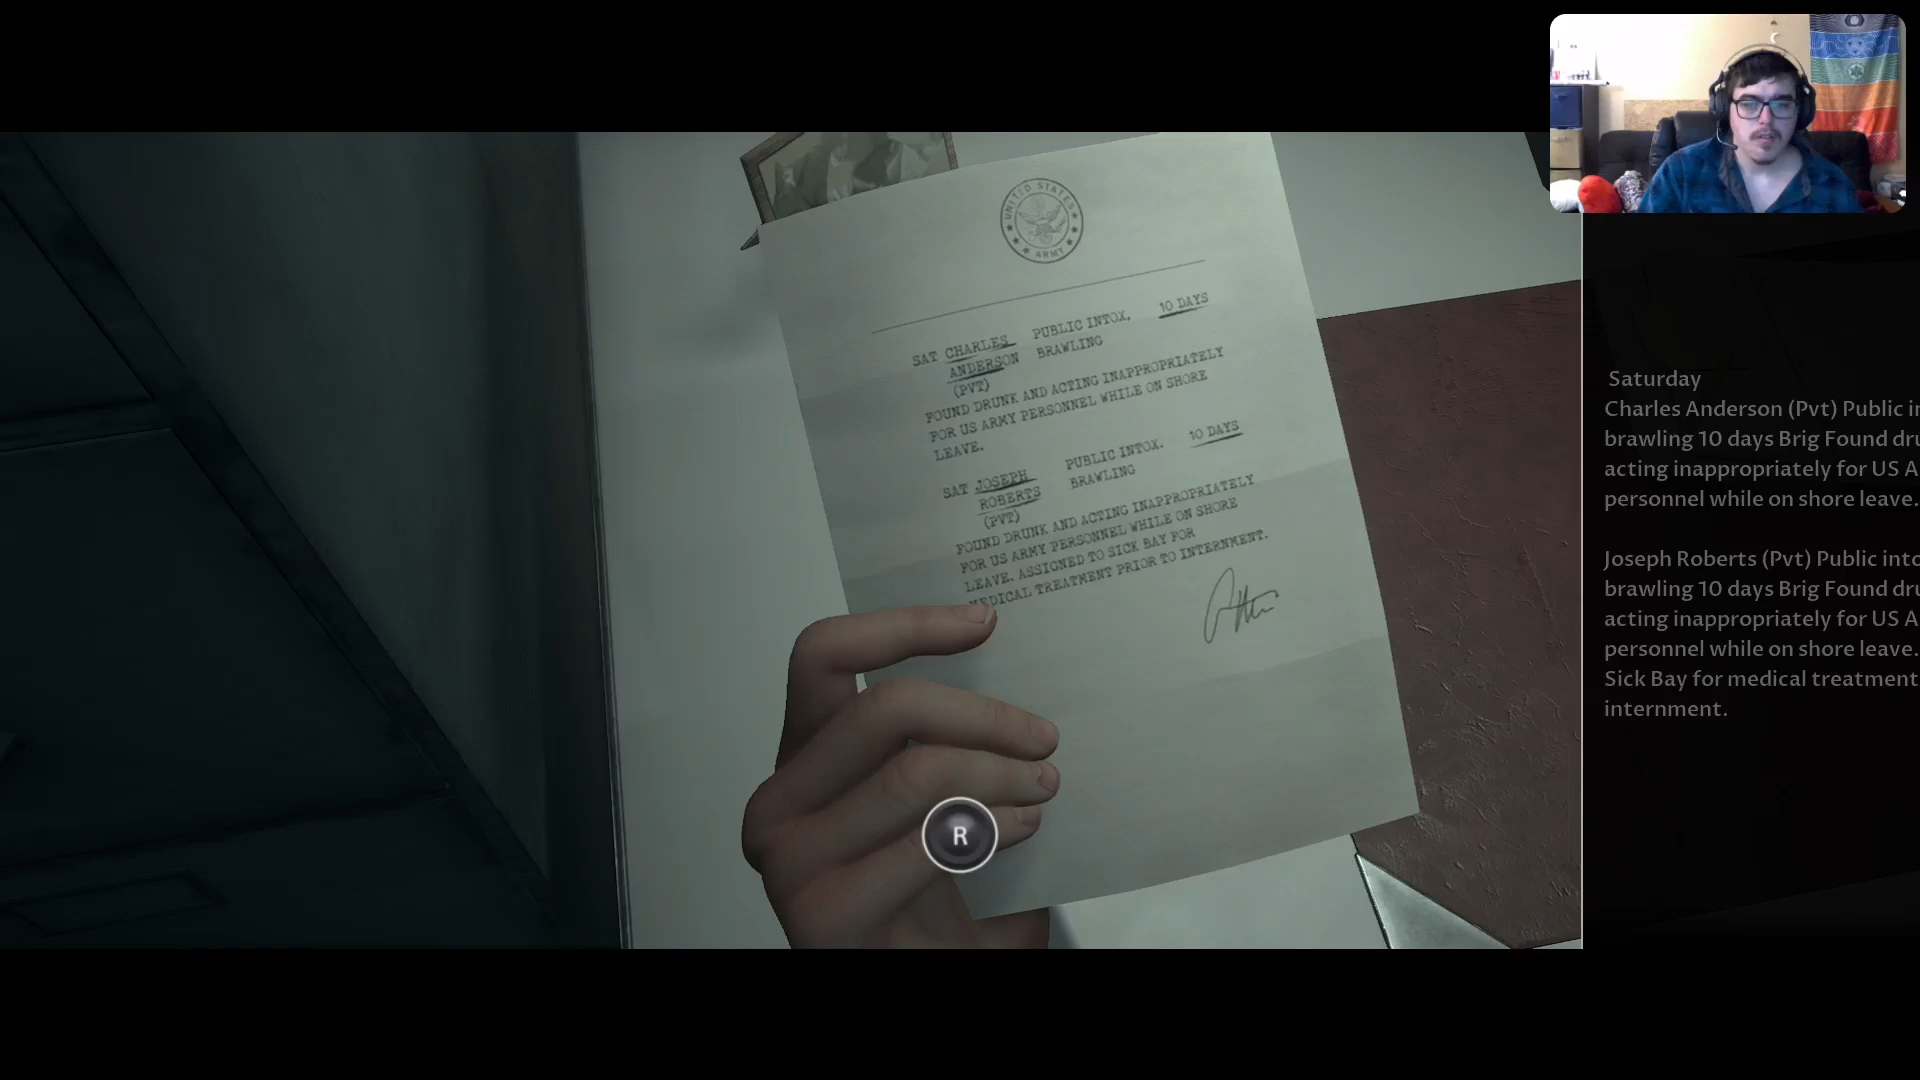 UNITED STATES
ARMY
SAT CHARLES PUBLIC INTOX, 10 DAYS
ANDERSON BRAWLING
(PVT)
FOUND DRUNK AND ACTING INAPPROPRIATELY
FOR US ARMY PERSONNEL WHILE ON SHORE
LEAVE.
SAT JOSEPH PUBLIC INTOX. 10 DAYS
ROBERTS BRAWLING
(PVT)
FOUND DRUNK AND ACTING INAPPROPRIATELY
FOR US ARMY PERSONNEL WHILE ON SHORE
LEAVE. ASSIGNED TO SICK BAY FOR
MEDICAL TREATMENT PRIOR TO INTERNMENT.
R
Saturday
Charles Anderson (Pvt) Public in
brawling 10 days Brig Found dru
acting inappropriately for US A
personnel while on shore leave.
Joseph Roberts (Pvt) Public into
brawling 10 days Brig Found dru
acting inappropriately for US A
personnel while on shore leave.
Sick Bay for medical treatment
internment.